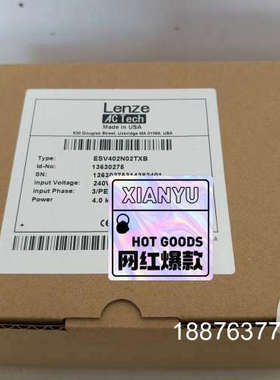 Lenze
AC Tech
Made in USA
630 Douglas Street, Uxbridge MA 01569, USA
Type: ESV402N02TXB
Id-No: 13530275
SN:
Input Voltage: 240V
Input Phase: 3/PE
Power: 4.0 k
XIANYU
HOT GOODS
网红爆款
18876377